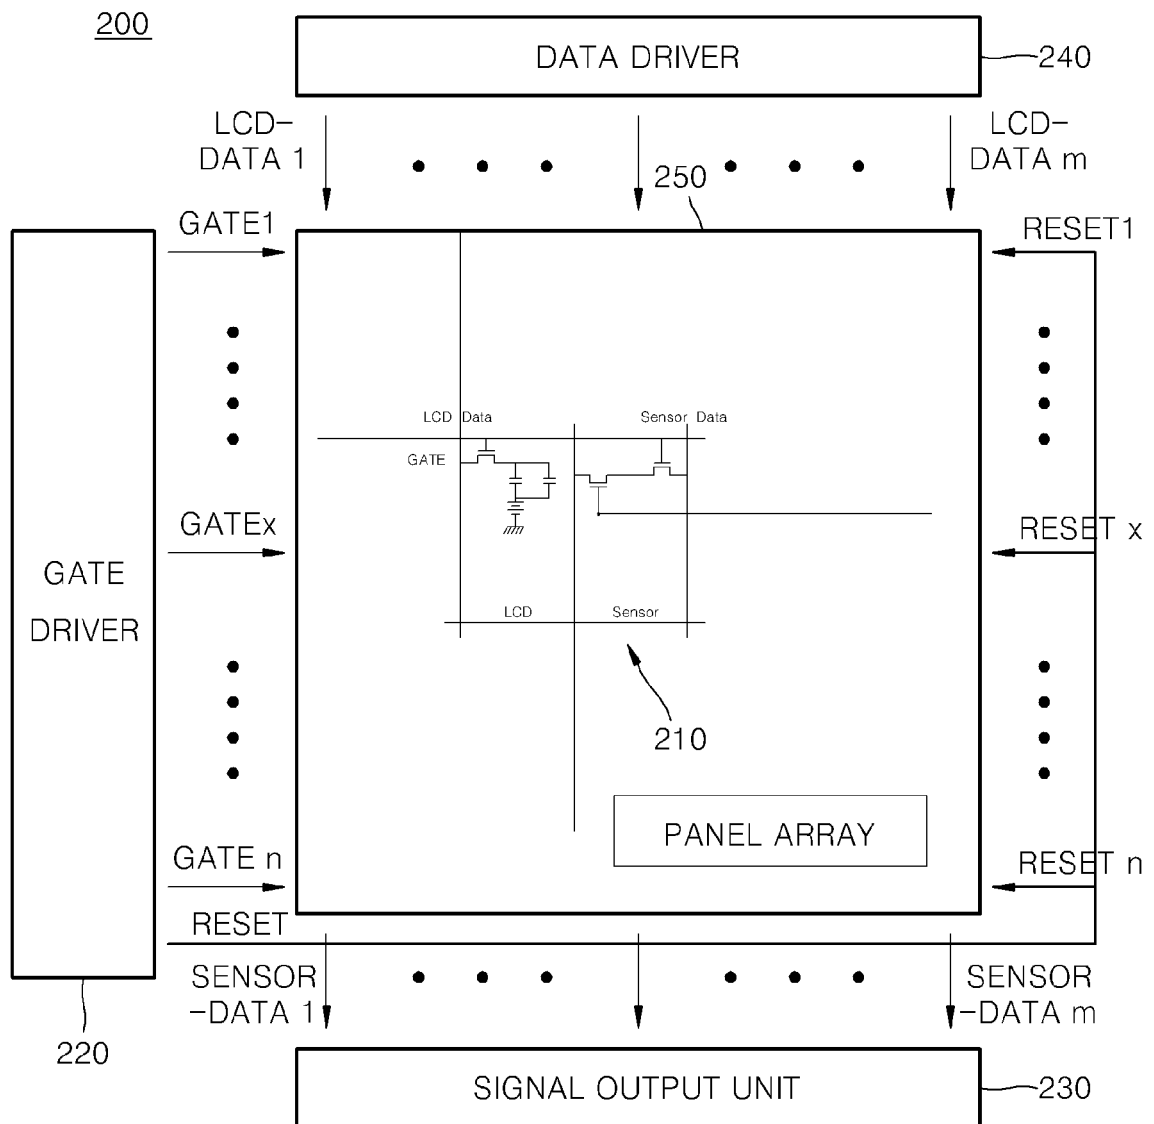 200
DATA DRIVER
240
LCD-
DATA 1
LCD-
DATA m
250
GATE1
RESET1
LCD Data
Sensor Data
GATE
GATEx
RESET x
GATE
DRIVER
LCD
Sensor
210
PANEL ARRAY
GATE n
RESET n
RESET
SENSOR
-DATA 1
SENSOR
-DATA m
220
SIGNAL OUTPUT UNIT
230